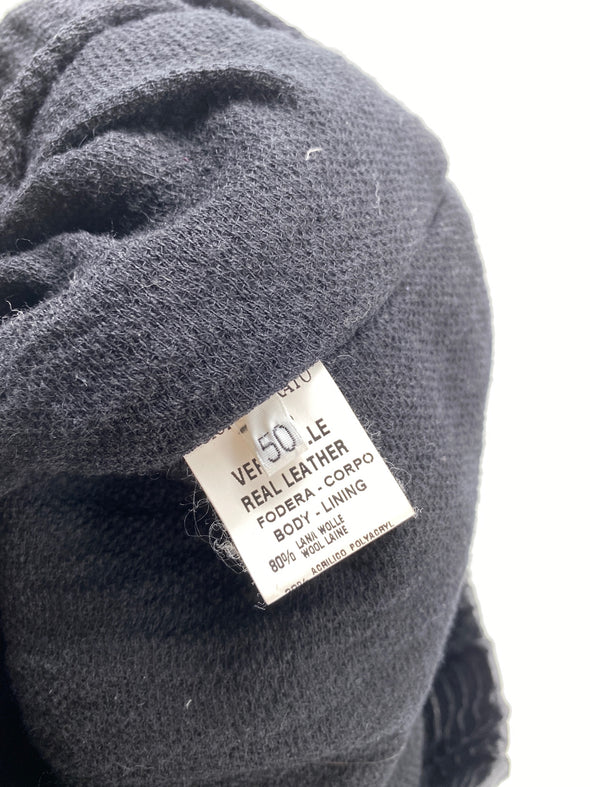 50
REAL LEATHER
FODERA - CORPO
BODY - LINING
80% LANA WOLLE
WOOL LAINE
ACRILICO POLYACRYL